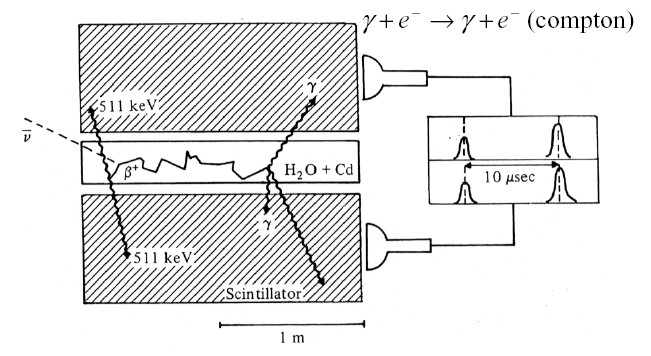 γ + e⁻ → γ + e⁻ (compton)
511 keV
γ
ν̄
β⁺
H₂O + Cd
10 μsec
γ
511 keV
Scintillator
1 m